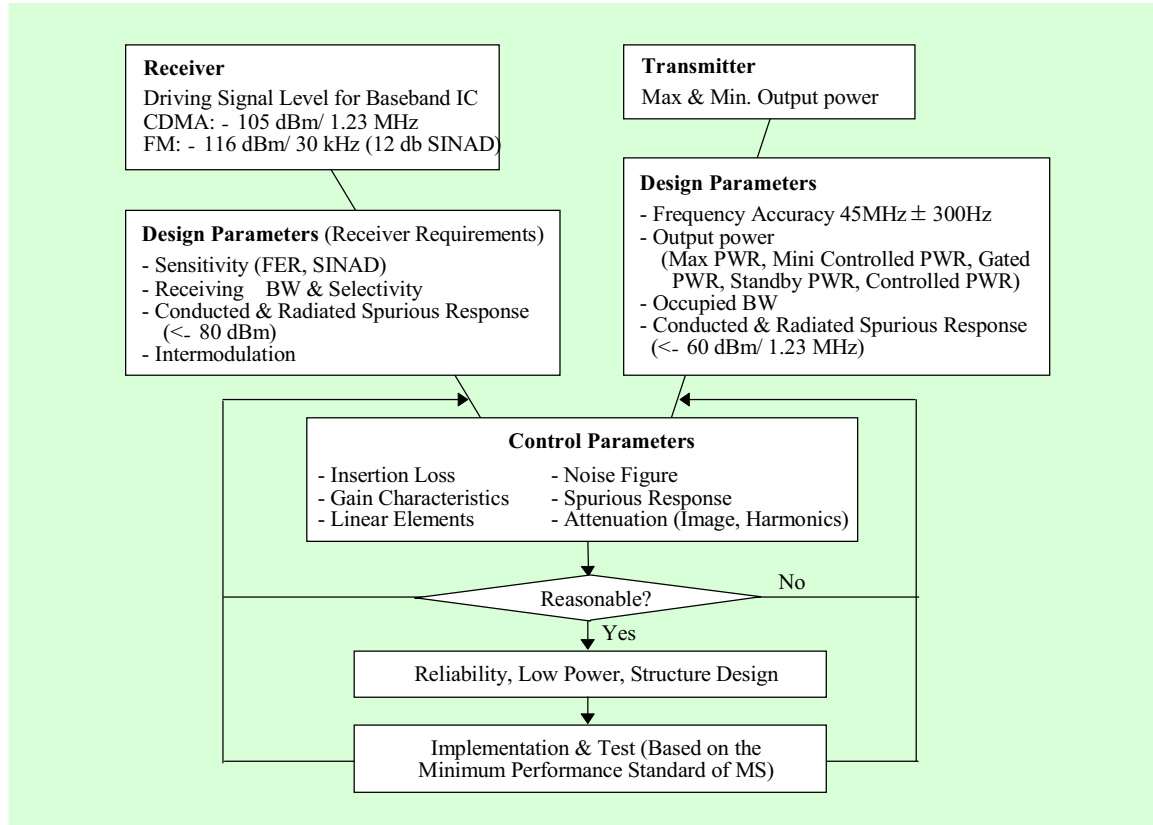 Receiver
Driving Signal Level for Baseband IC
CDMA: - 105 dBm/ 1.23 MHz
FM: - 116 dBm/ 30 kHz (12 db SINAD)
Transmitter
Max & Min. Output power
Design Parameters (Receiver Requirements)
- Sensitivity (FER, SINAD)
- Receiving BW & Selectivity
- Conducted & Radiated Spurious Response
(<- 80 dBm)
- Intermodulation
Design Parameters
- Frequency Accuracy 45MHz ± 300Hz
- Output power
(Max PWR, Mini Controlled PWR, Gated
PWR, Standby PWR, Controlled PWR)
- Occupied BW
- Conducted & Radiated Spurious Response
(<- 60 dBm/ 1.23 MHz)
Control Parameters
- Insertion Loss
- Gain Characteristics
- Linear Elements
- Noise Figure
- Spurious Response
- Attenuation (Image, Harmonics)
Reasonable?
No
Yes
Reliability, Low Power, Structure Design
Implementation & Test (Based on the
Minimum Performance Standard of MS)